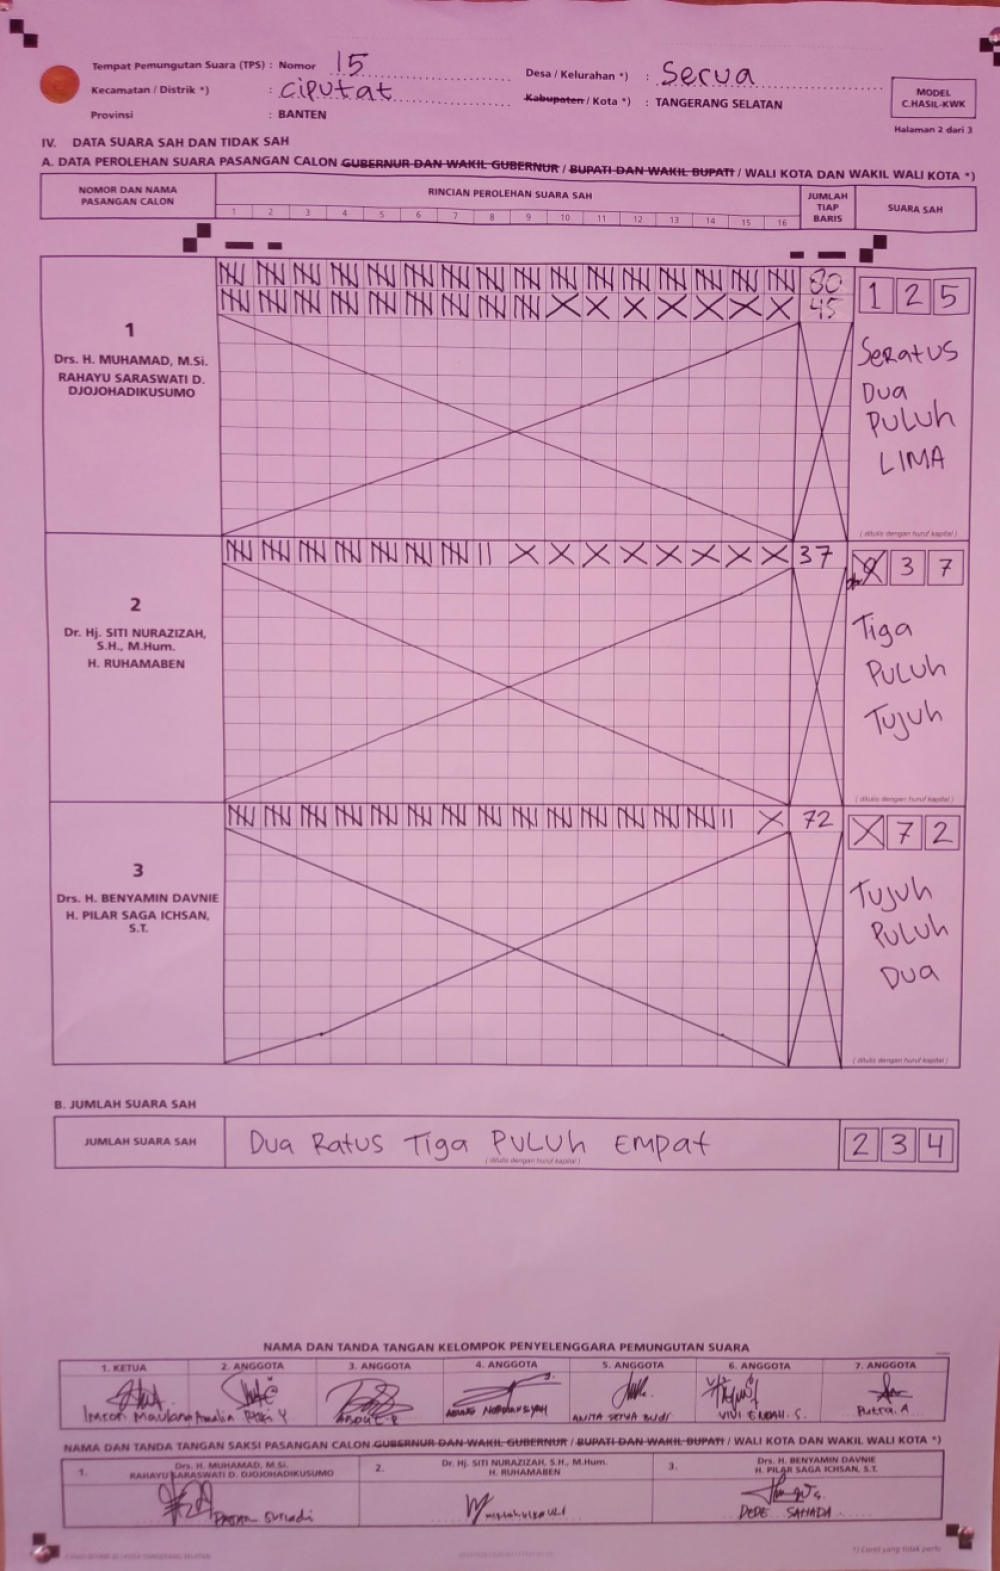 Tempat Pemungutan Suara (TPS) : Nomor 15
Desa / Kelurahan *) : Serua
Kecamatan / Distrik *) : Ciputat
Kabupaten / Kota *) : TANGERANG SELATAN
Provinsi : BANTEN
MODEL
C.HASIL-KWK
Halaman 2 dari 3
IV. DATA SUARA SAH DAN TIDAK SAH
A. DATA PEROLEHAN SUARA PASANGAN CALON GUBERNUR DAN WAKIL GUBERNUR / BUPATI DAN WAKIL BUPATI / WALI KOTA DAN WAKIL WALI KOTA *)
NOMOR DAN NAMA
PASANGAN CALON
RINCIAN PEROLEHAN SUARA SAH
1 2 3 4 5 6 7 8 9 10 11 12 13 14 15 16
JUMLAH
TIAP
BARIS
SUARA SAH
1
Drs. H. MUHAMAD, M.Si.
RAHAYU SARASWATI D.
DJOJOHADIKUSUMO
80
45
1 2 5
Seratus
Dua
Puluh
LIMA
( ditulis dengan huruf kapital )
2
Dr. Hj. SITI NURAZIZAH,
S.H., M.Hum.
H. RUHAMABEN
37
X 3 7
Tiga
Puluh
Tujuh
( ditulis dengan huruf kapital )
3
Drs. H. BENYAMIN DAVNIE
H. PILAR SAGA ICHSAN,
S.T.
72
X 7 2
Tujuh
Puluh
Dua
( ditulis dengan huruf kapital )
B. JUMLAH SUARA SAH
JUMLAH SUARA SAH
Dua Ratus Tiga Puluh Empat
( ditulis dengan huruf kapital )
2 3 4
NAMA DAN TANDA TANGAN KELOMPOK PENYELENGGARA PEMUNGUTAN SUARA
1. KETUA 2. ANGGOTA 3. ANGGOTA 4. ANGGOTA 5. ANGGOTA 6. ANGGOTA 7. ANGGOTA
Imron Maulana Amalia ANITA SETYA BUDI VIVI ENDAH. S. Putra. A
NAMA DAN TANDA TANGAN SAKSI PASANGAN CALON GUBERNUR DAN WAKIL GUBERNUR / BUPATI DAN WAKIL BUPATI / WALI KOTA DAN WAKIL WALI KOTA *)
1. Drs. H. MUHAMAD, M.Si.
RAHAYU SARASWATI D. DJOJOHADIKUSUMO
2. Dr. Hj. SITI NURAZIZAH, S.H., M.Hum.
H. RUHAMABEN
3. Drs. H. BENYAMIN DAVNIE
H. PILAR SAGA ICHSAN, S.T.
Suriadi
DEDE SAHADA
*) Coret yang tidak perlu